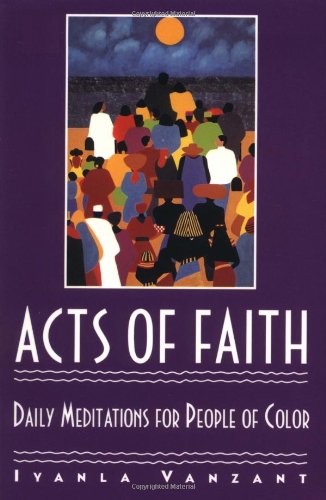 ACTS OF FAITH
DAILY MEDITATIONS FOR PEOPLE OF COLOR
IYANLA VANZANT